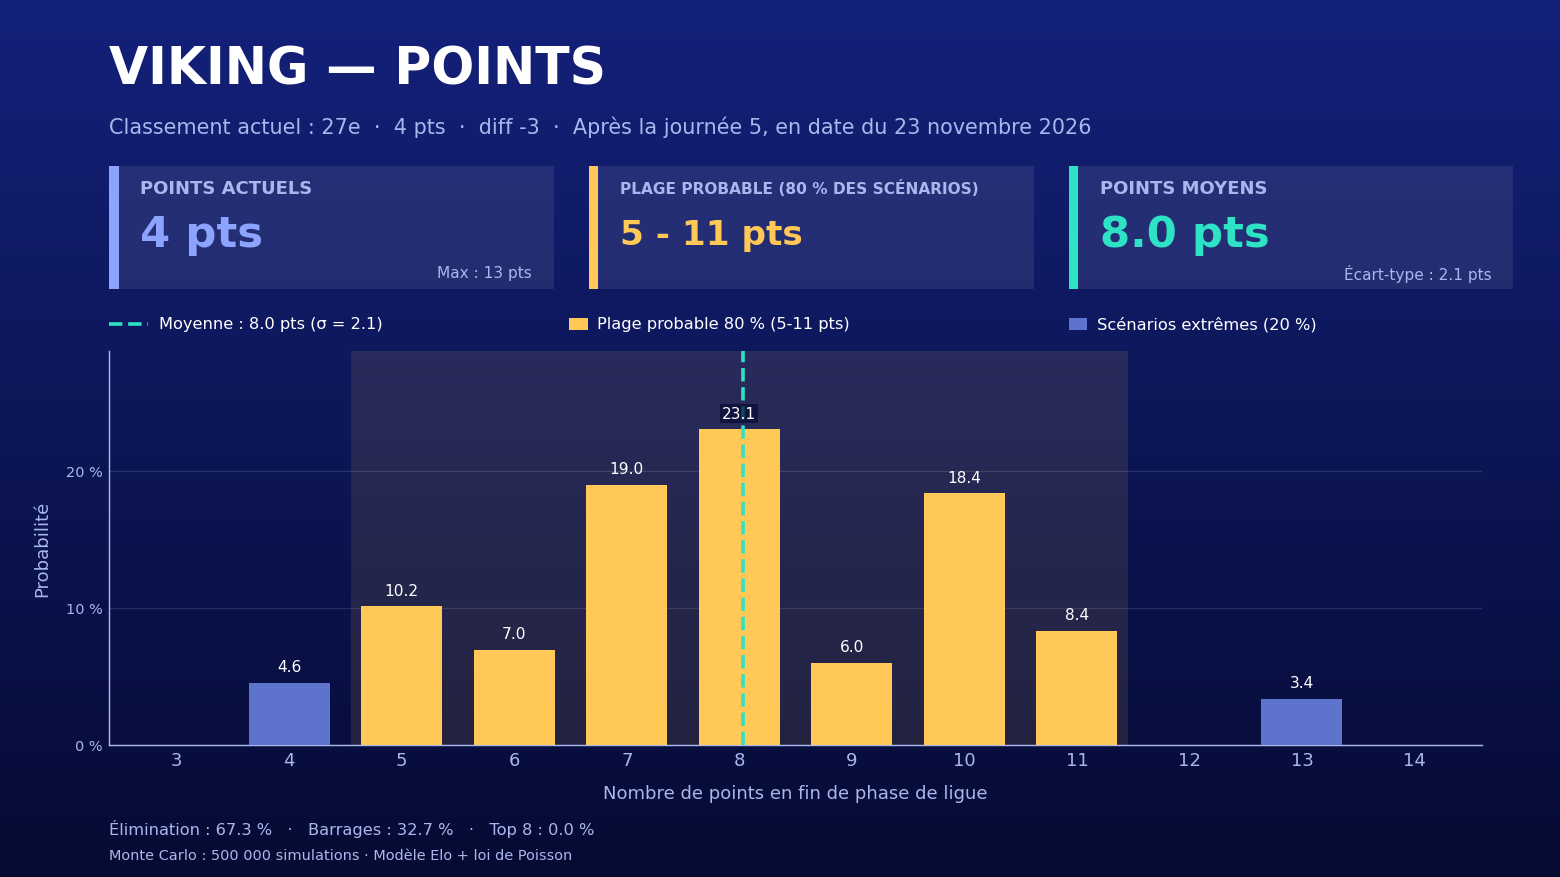 VIKING — POINTS
Classement actuel : 27e · 4 pts · diff -3 · Après la journée 5, en date du 23 novembre 2026
POINTS ACTUELS
4 pts
Max : 13 pts
PLAGE PROBABLE (80 % DES SCÉNARIOS)
5 - 11 pts
POINTS MOYENS
8.0 pts
Écart-type : 2.1 pts
Moyenne : 8.0 pts (σ = 2.1)
Plage probable 80 % (5-11 pts)
Scénarios extrêmes (20 %)
Probabilité
20 %
10 %
0 %
4.6
10.2
7.0
19.0
23.1
6.0
18.4
8.4
3.4
3 4 5 6 7 8 9 10 11 12 13 14
Nombre de points en fin de phase de ligue
Élimination : 67.3 % · Barrages : 32.7 % · Top 8 : 0.0 %
Monte Carlo : 500 000 simulations · Modèle Elo + loi de Poisson